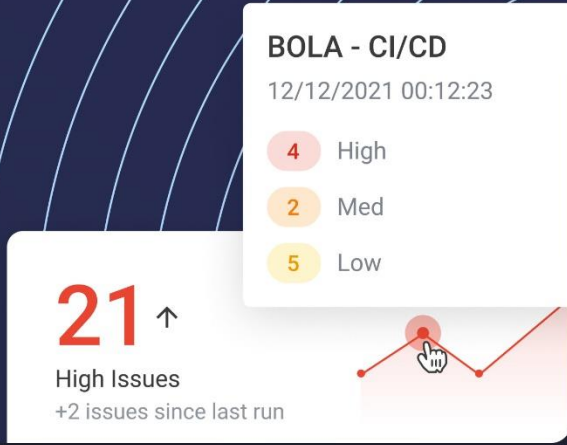 BOLA - CI/CD
12/12/2021 00:12:23
4 High
2 Med
5 Low
21
High Issues
+2 issues since last run